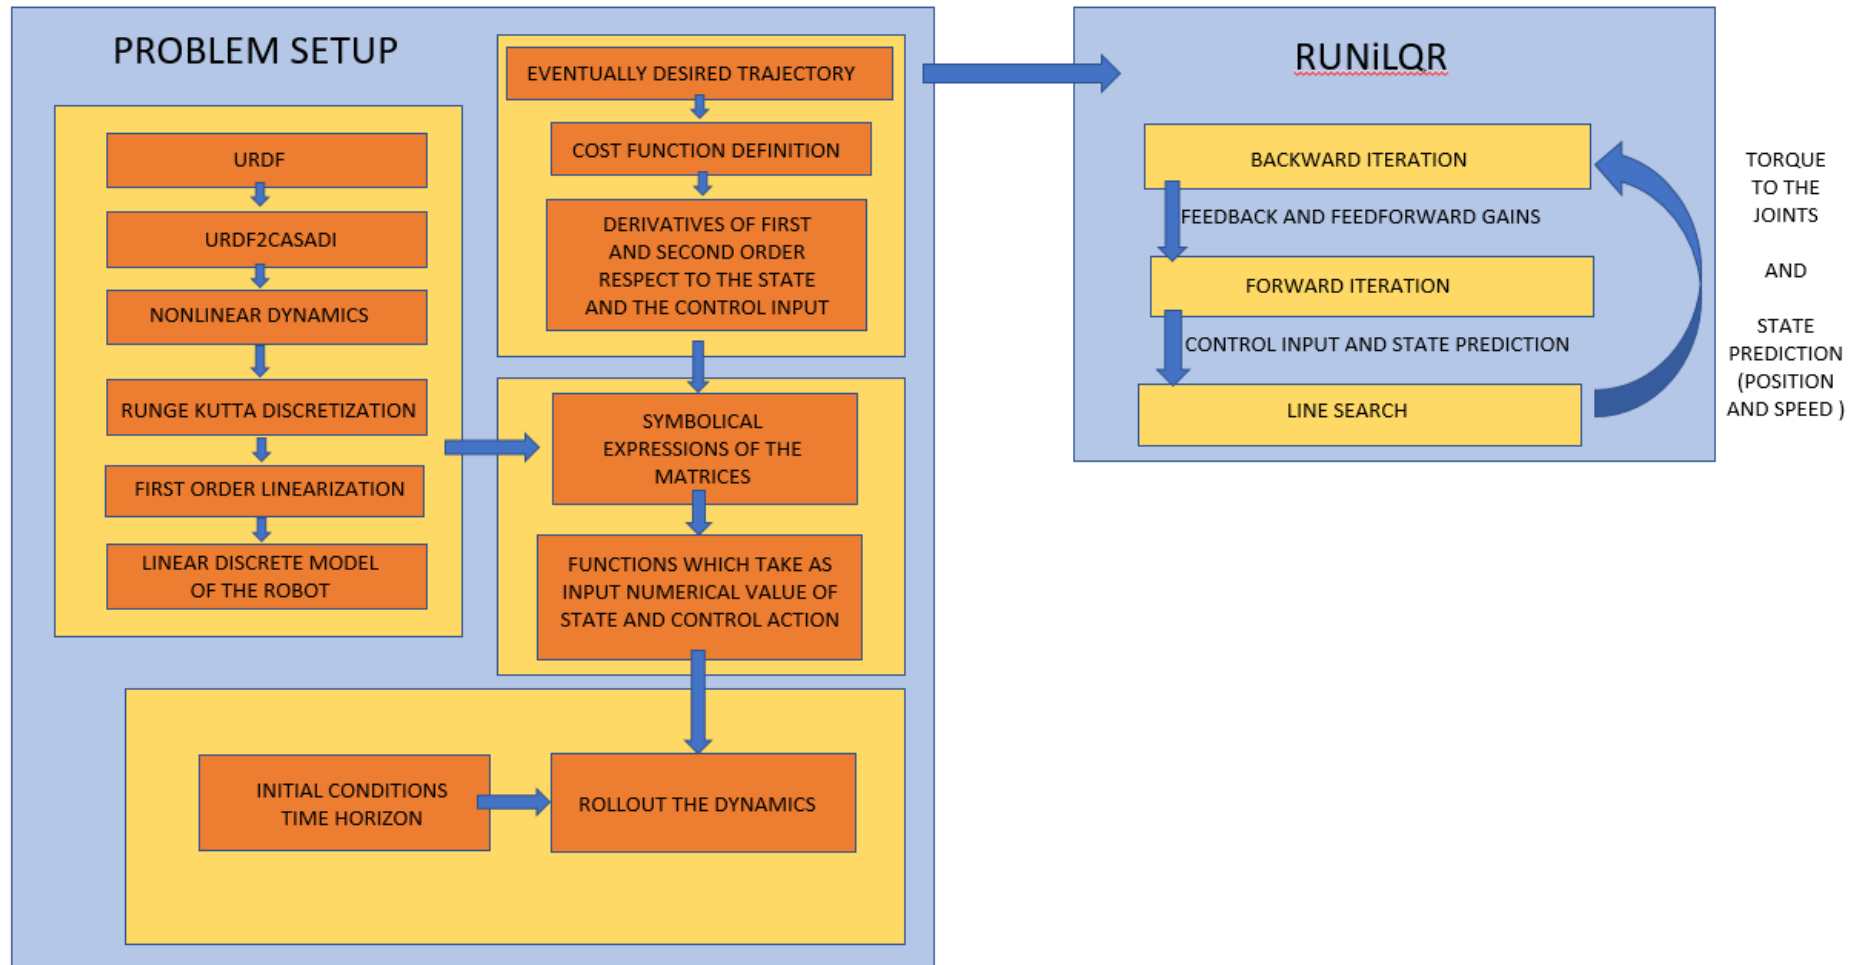 PROBLEM SETUP
URDF
URDF2CASADI
NONLINEAR DYNAMICS
RUNGE KUTTA DISCRETIZATION
FIRST ORDER LINEARIZATION
LINEAR DISCRETE MODEL
OF THE ROBOT
EVENTUALLY DESIRED TRAJECTORY
COST FUNCTION DEFINITION
DERIVATIVES OF FIRST
AND SECOND ORDER
RESPECT TO THE STATE
AND THE CONTROL INPUT
SYMBOLICAL
EXPRESSIONS OF THE
MATRICES
FUNCTIONS WHICH TAKE AS
INPUT NUMERICAL VALUE OF
STATE AND CONTROL ACTION
INITIAL CONDITIONS
TIME HORIZON
ROLLOUT THE DYNAMICS
RUNiLQR
BACKWARD ITERATION
FEEDBACK AND FEEDFORWARD GAINS
FORWARD ITERATION
CONTROL INPUT AND STATE PREDICTION
LINE SEARCH
TORQUE
TO THE
JOINTS
AND
STATE
PREDICTION
(POSITION
AND SPEED )